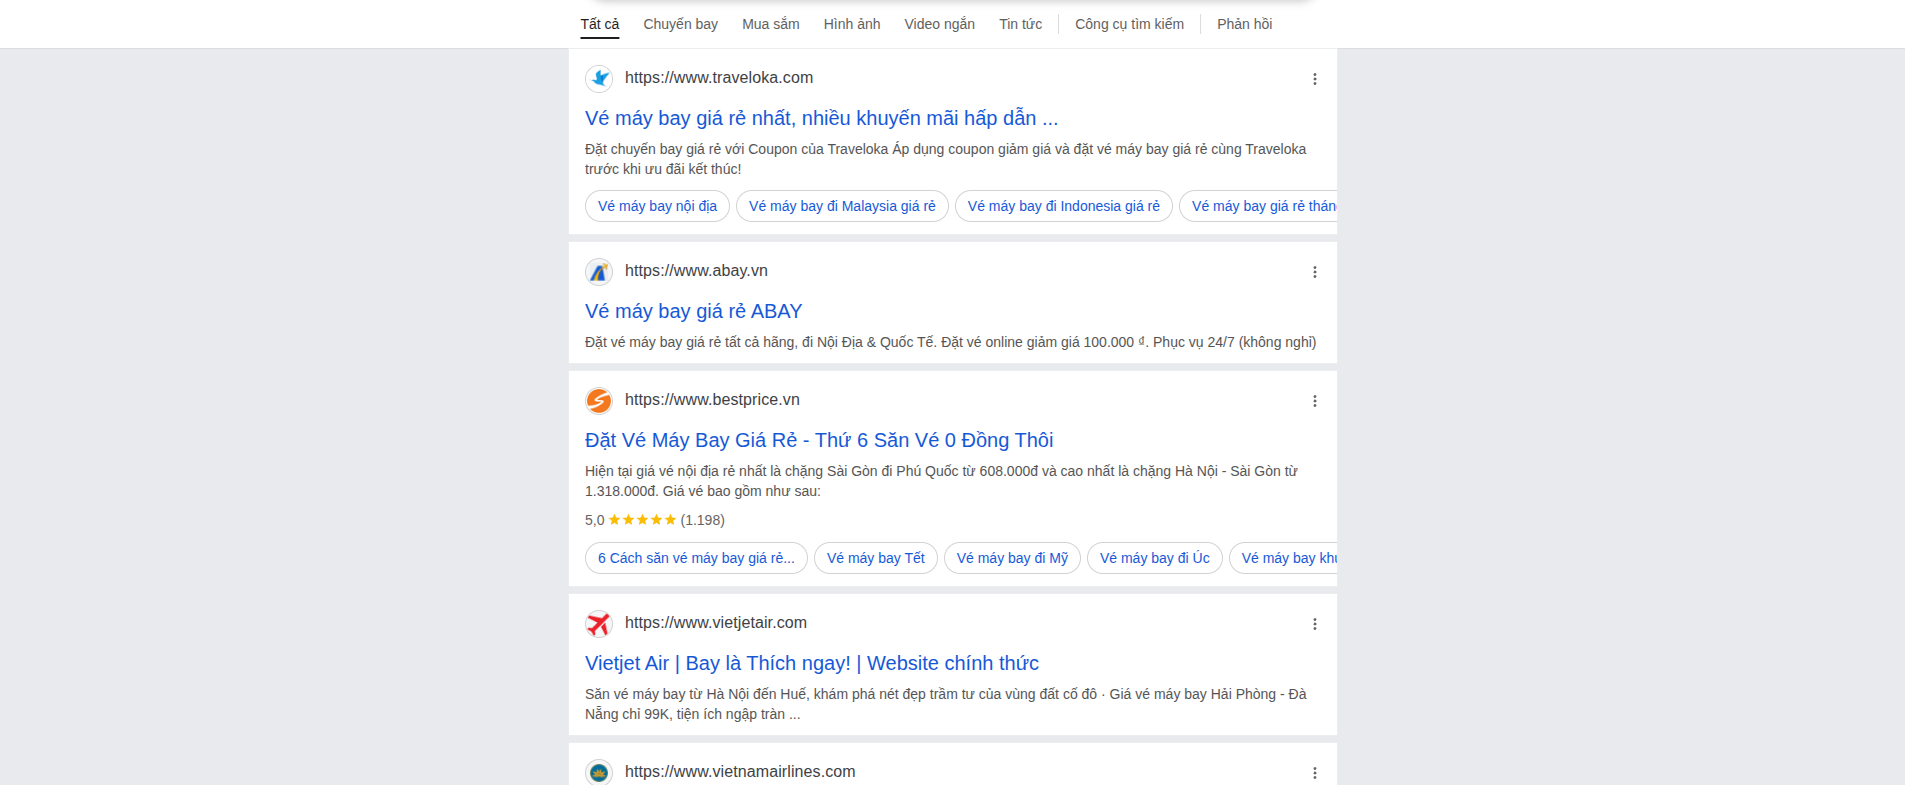 Tất cả Chuyến bay Mua sắm Hình ảnh Video ngắn Tin tức Công cụ tìm kiếm Phản hồi
https://www.traveloka.com
Vé máy bay giá rẻ nhất, nhiều khuyến mãi hấp dẫn ...
Đặt chuyến bay giá rẻ với Coupon của Traveloka Áp dụng coupon giảm giá và đặt vé máy bay giá rẻ cùng Traveloka
trước khi ưu đãi kết thúc!
Vé máy bay nội địa Vé máy bay đi Malaysia giá rẻ Vé máy bay đi Indonesia giá rẻ Vé máy bay giá rẻ
https://www.abay.vn
Vé máy bay giá rẻ ABAY
Đặt vé máy bay giá rẻ tất cả hãng, đi Nội Địa & Quốc Tế. Đặt vé online giảm giá 100.000 ₫. Phục vụ 24/7 (không nghỉ)
https://www.bestprice.vn
Đặt Vé Máy Bay Giá Rẻ - Thứ 6 Săn Vé 0 Đồng Thôi
Hiện tại giá vé nội địa rẻ nhất là chặng Sài Gòn đi Phú Quốc từ 608.000đ và cao nhất là chặng Hà Nội - Sài Gòn từ
1.318.000đ. Giá vé bao gồm như sau:
5,0 ★★★★★ (1.198)
6 Cách săn vé máy bay giá rẻ... Vé máy bay Tết Vé máy bay đi Mỹ Vé máy bay đi Úc Vé máy bay
https://www.vietjetair.com
Vietjet Air | Bay là Thích ngay! | Website chính thức
Săn vé máy bay từ Hà Nội đến Huế, khám phá nét đẹp trầm tư của vùng đất cố đô · Giá vé máy bay Hải Phòng - Đà
Nẵng chỉ 99K, tiện ích ngập tràn ...
https://www.vietnamairlines.com